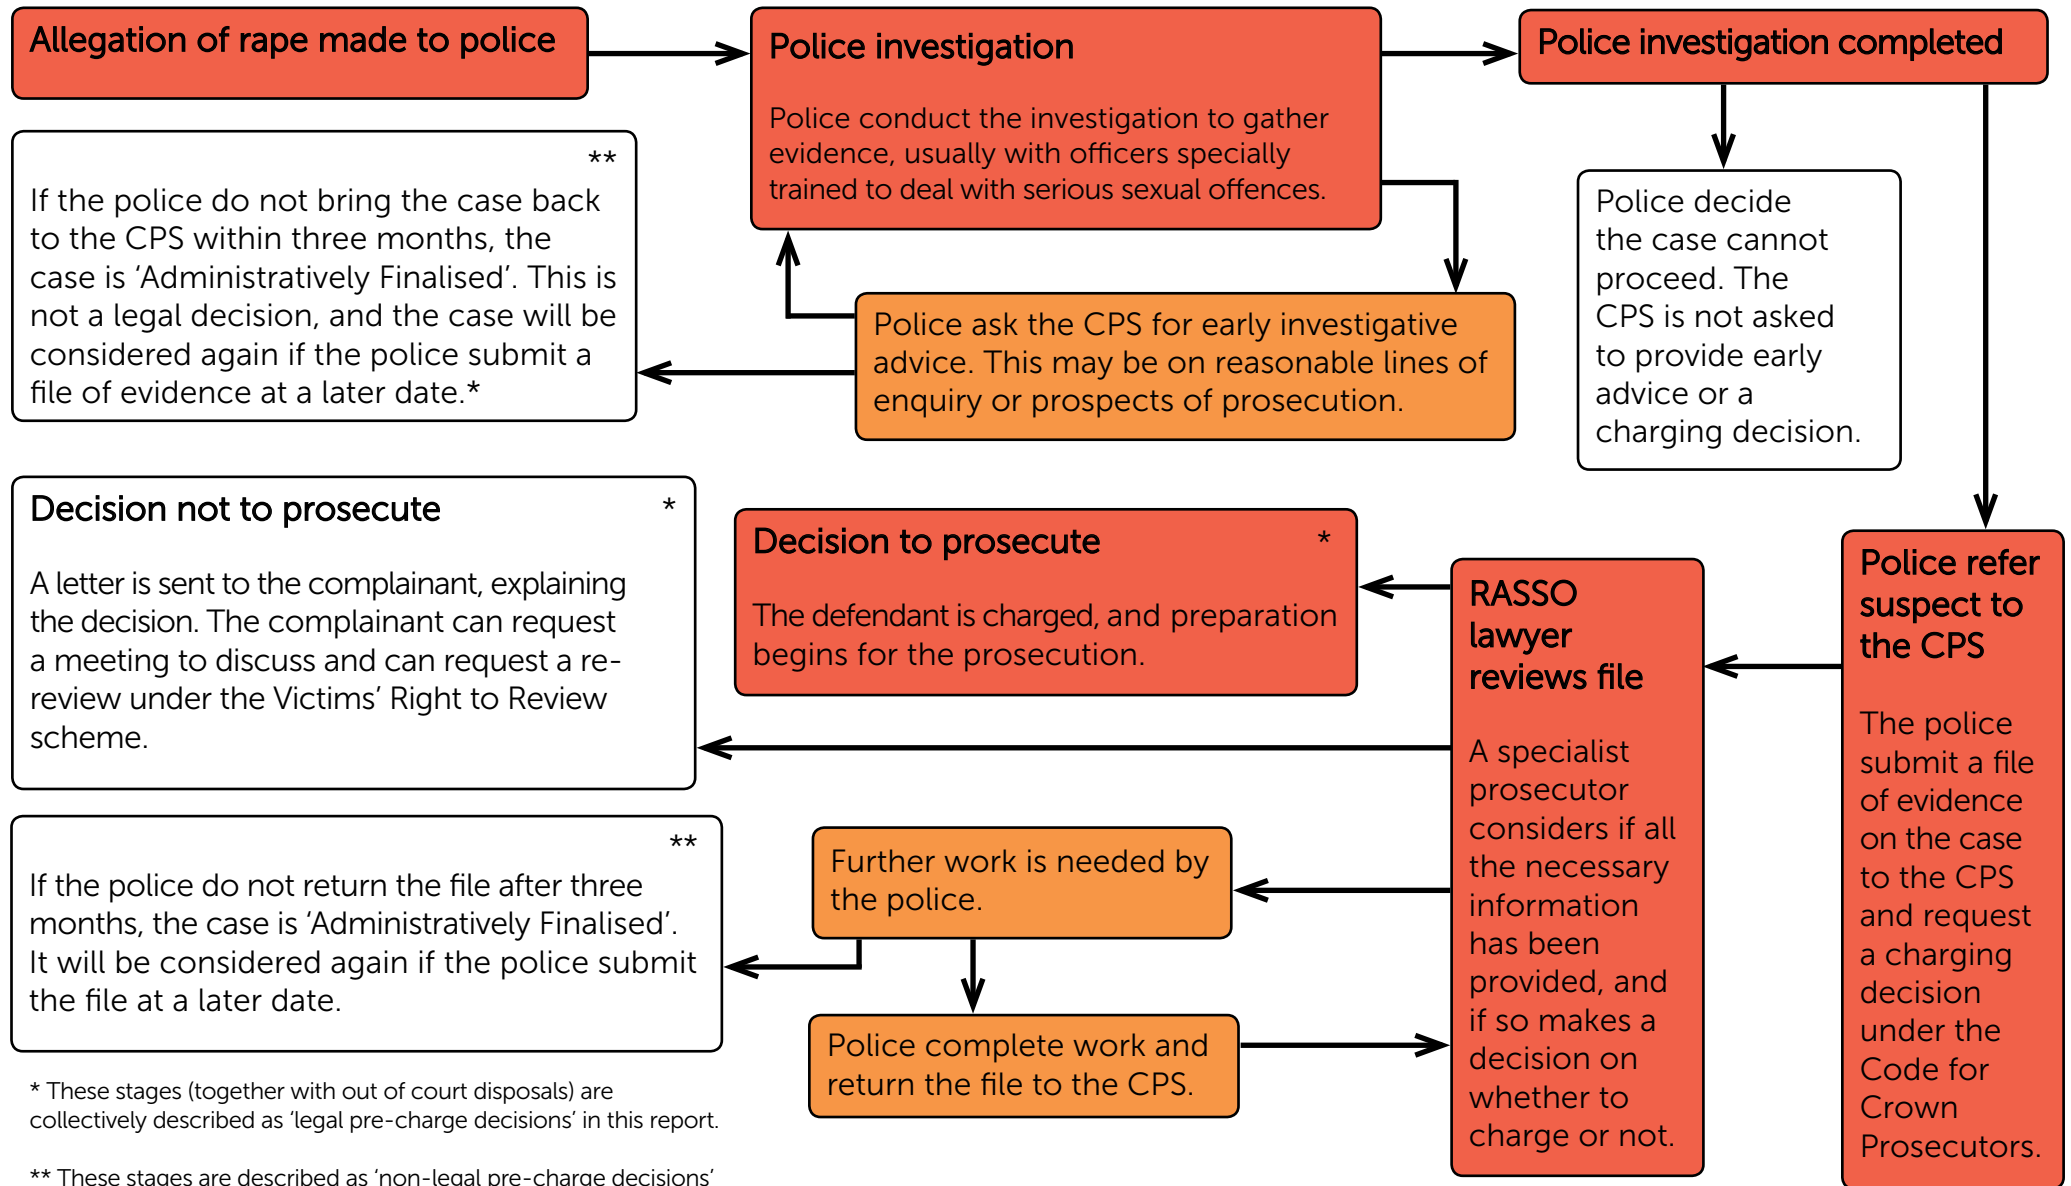 Allegation of rape made to police
Police investigation
Police conduct the investigation to gather
evidence, usually with officers specially
trained to deal with serious sexual offences.
Police investigation completed
**
If the police do not bring the case back
to the CPS within three months, the
case is ‘Administratively Finalised’. This is
not a legal decision, and the case will be
considered again if the police submit a
file of evidence at a later date.*
Police ask the CPS for early investigative
advice. This may be on reasonable lines of
enquiry or prospects of prosecution.
Police decide
the case cannot
proceed. The
CPS is not asked
to provide early
advice or a
charging decision.
Decision not to prosecute *
A letter is sent to the complainant, explaining
the decision. The complainant can request
a meeting to discuss and can request a re-
review under the Victims’ Right to Review
scheme.
Decision to prosecute *
The defendant is charged, and preparation
begins for the prosecution.
RASSO
lawyer
reviews file
A specialist
prosecutor
considers if all
the necessary
information
has been
provided, and
if so makes a
decision on
whether to
charge or not.
Police refer
suspect to
the CPS
The police
submit a file
of evidence
on the case
to the CPS
and request
a charging
decision
under the
Code for
Crown
Prosecutors.
**
If the police do not return the file after three
months, the case is ‘Administratively Finalised’.
It will be considered again if the police submit
the file at a later date.
Further work is needed by
the police.
Police complete work and
return the file to the CPS.
* These stages (together with out of court disposals) are
collectively described as ‘legal pre-charge decisions’ in this report.
** These stages are described as ‘non-legal pre-charge decisions’